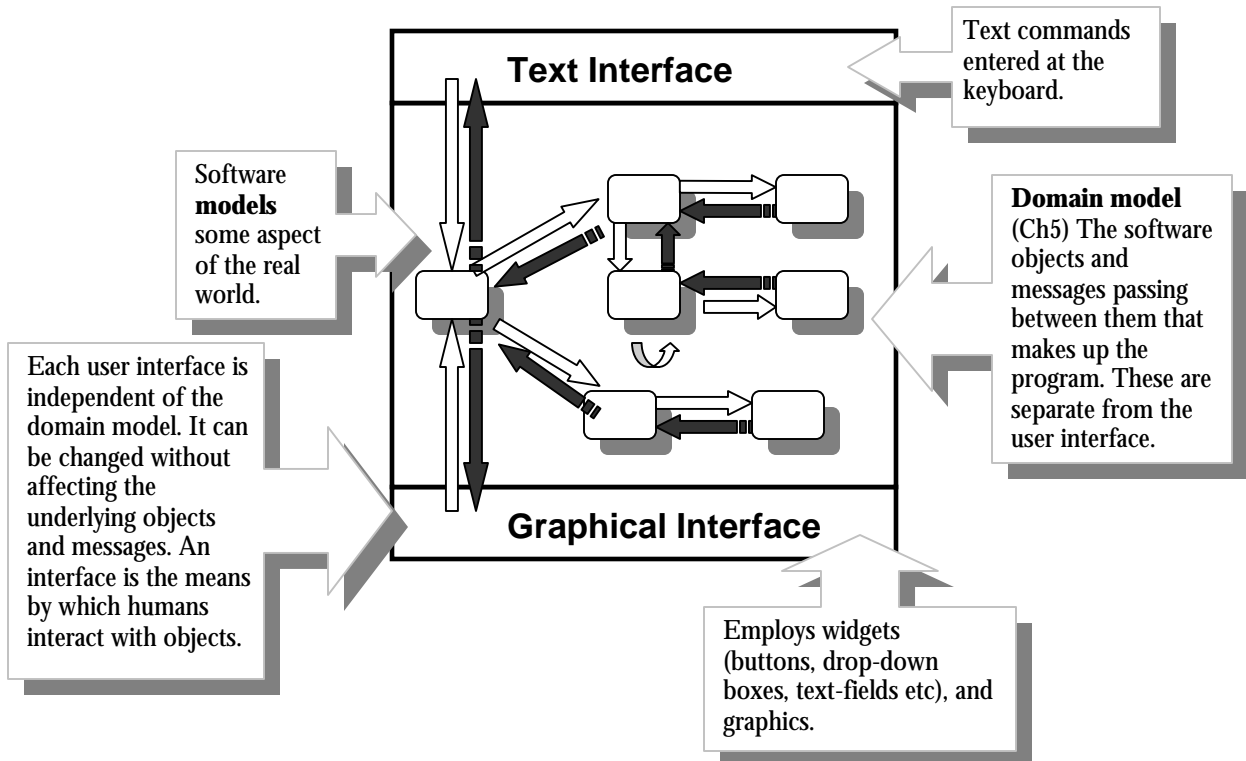 Text Interface
Text commands
entered at the
keyboard.
Software
models
some aspect
of the real
world.
Domain model
(Ch5) The software
objects and
messages passing
between them that
makes up the
program. These are
separate from the
user interface.
Each user interface is
independent of the
domain model. It can
be changed without
affecting the
underlying objects
and messages. An
interface is the means
by which humans
interact with objects.
Graphical Interface
Employs widgets
(buttons, drop-down
boxes, text-fields etc), and
graphics.